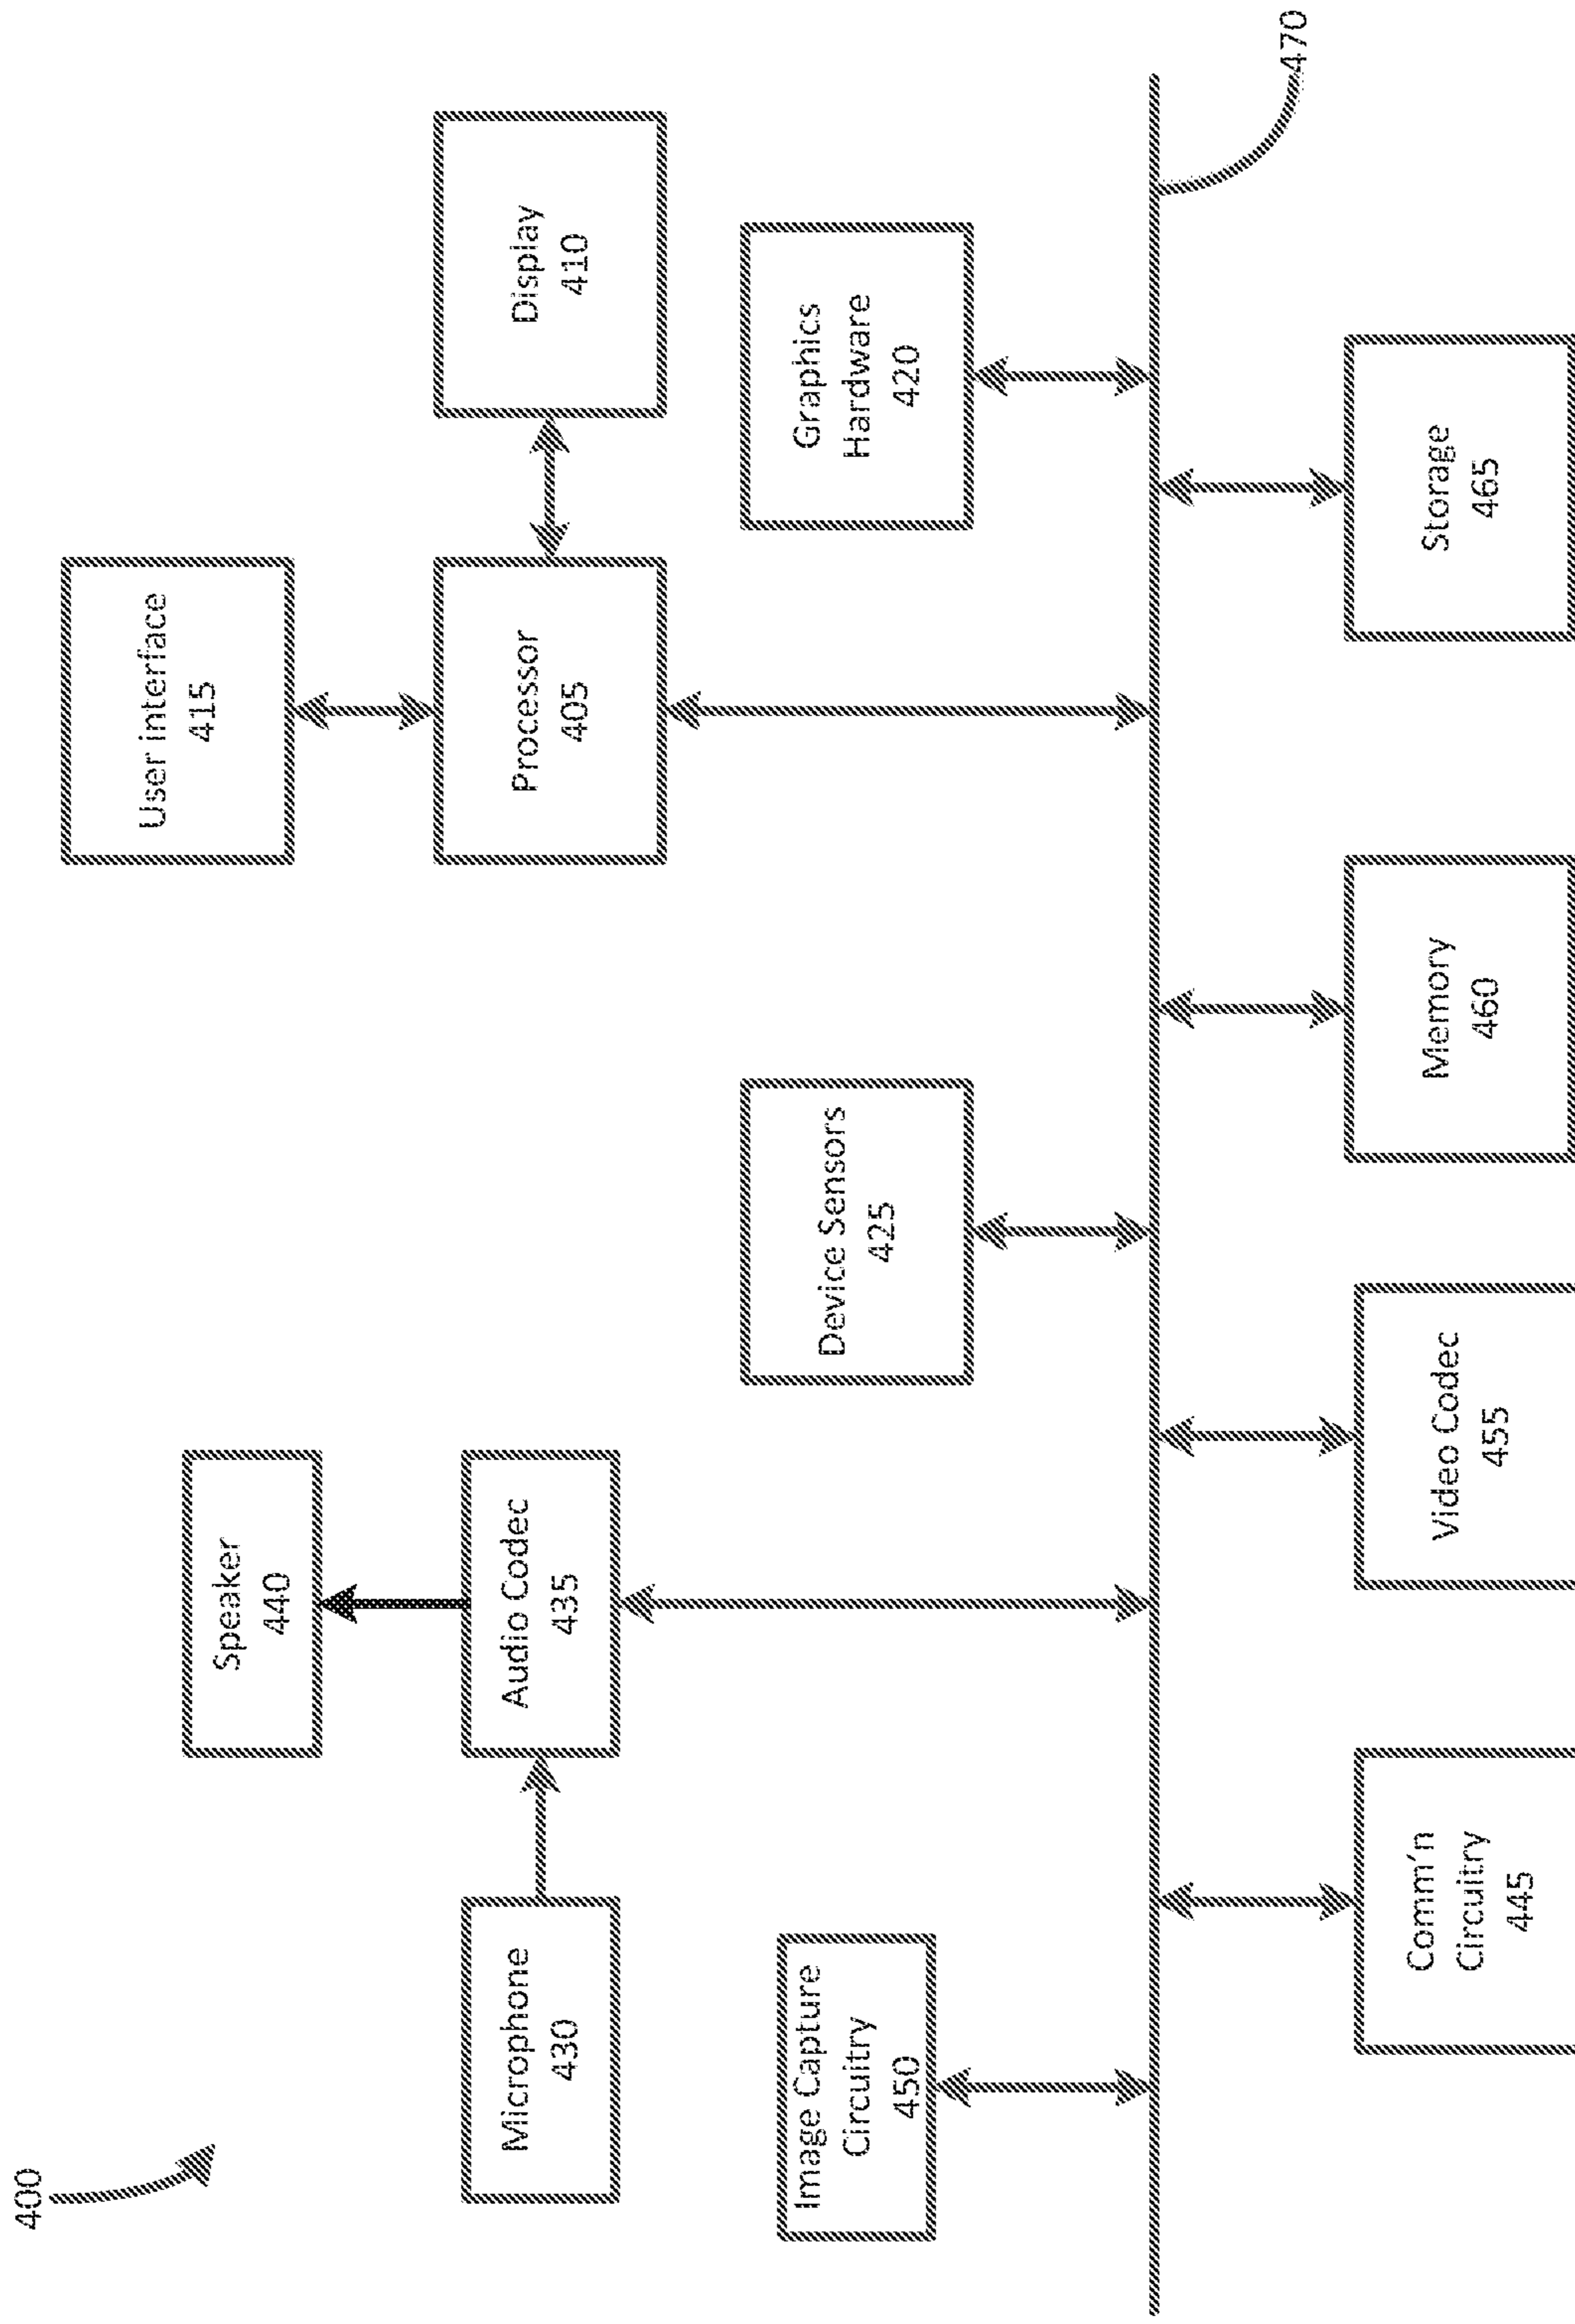 400
Speaker
440
User interface
415
Microphone
430
Audio Codec
435
Processor
405
Display
410
Image Capture
Circuitry
450
Device Sensors
425
Graphics
Hardware
420
470
Comm'n
Circuitry
445
Video Codec
455
Memory
460
Storage
465